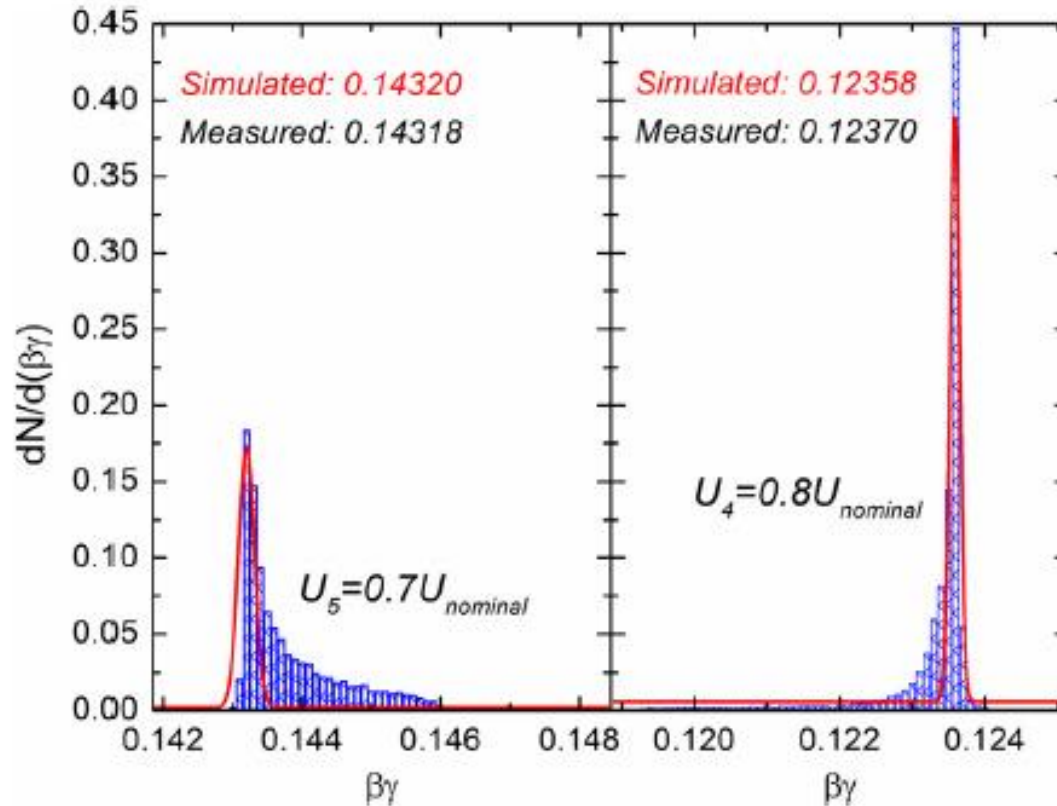 0.45
0.40
0.35
0.30
0.25
0.20
0.15
0.10
0.05
0.00
dN/d(βγ)
Simulated: 0.14320
Measured: 0.14318
U5=0.7Unominal
0.142
0.144
0.146
0.148
βγ
Simulated: 0.12358
Measured: 0.12370
U4=0.8Unominal
0.120
0.122
0.124
βγ